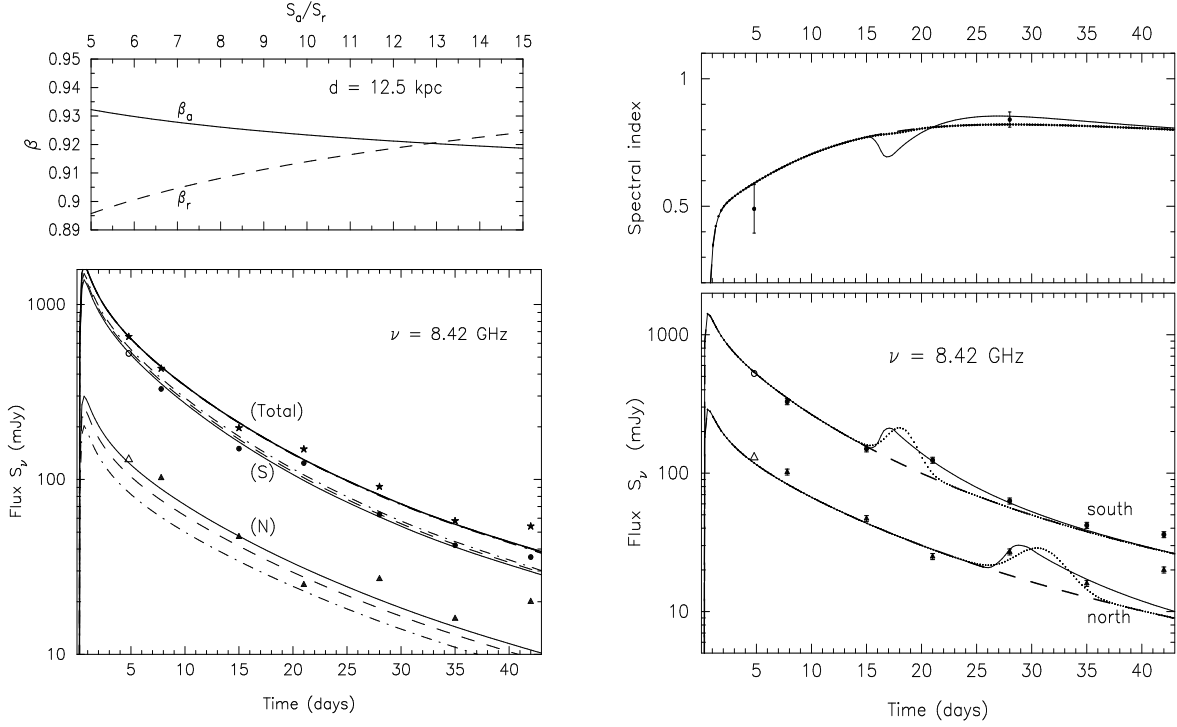 S_a/S_r
5 6 7 8 9 10 11 12 13 14 15
0.95
0.94
0.93
0.92
0.91
0.9
0.89
β
d = 12.5 kpc
β_a
β_r
1000
100
10
Flux S_ν (mJy)
ν = 8.42 GHz
(Total)
(S)
(N)
5 10 15 20 25 30 35 40
Time (days)
5 10 15 20 25 30 35 40
1
0.5
Spectral index
1000
100
10
Flux S_ν (mJy)
ν = 8.42 GHz
south
north
5 10 15 20 25 30 35 40
Time (days)